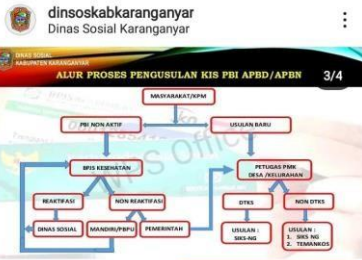 dinsoskabkaranganyar
Dinas Sosial Karanganyar
DINAS SOSIAL
KABUPATEN KARANGANYAR
ALUR PROSES PENGUSULAN KIS PBI APBD/APBN
3/4
MASYARAKAT/KPM
PBI NON AKTIF
USULAN BARU
BPJS KESEHATAN
PETUGAS PMK
DESA /KELURAHAN
REAKTIFASI
NON REAKTIFASI
DTKS
NON DTKS
DINAS SOSIAL
MANDIRI/PBPU
PEMERINTAH
USULAN :
SIKS-NG
USULAN :
1. SIKS NG
2. TEMANKOS
WPS Office